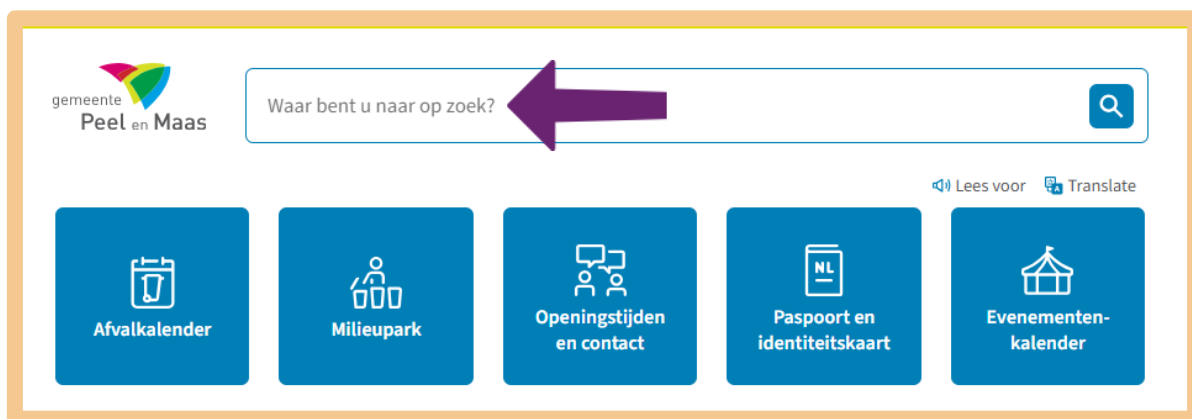 gemeente
Peel en Maas
Waar bent u naar op zoek?
Lees voor
Translate
Afvalkalender
Milieupark
Openingstijden
en contact
NL
Paspoort en
identiteitskaart
Evenementen-
kalender